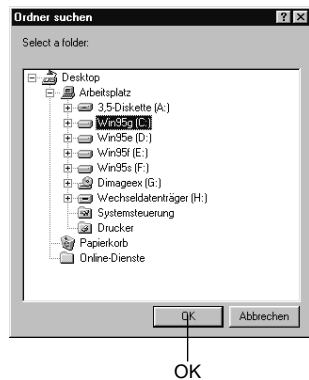 Ordner suchen
Select a folder:
Desktop
Arbeitsplatz
3,5-Diskette (A:)
Win95g (C:)
Win95e (D:)
Win95f (E:)
Win95s (F:)
Dimageex (G:)
Wechseldatenträger (H:)
Systemsteuerung
Drucker
Papierkorb
Online-Dienste
OK Abbrechen
OK